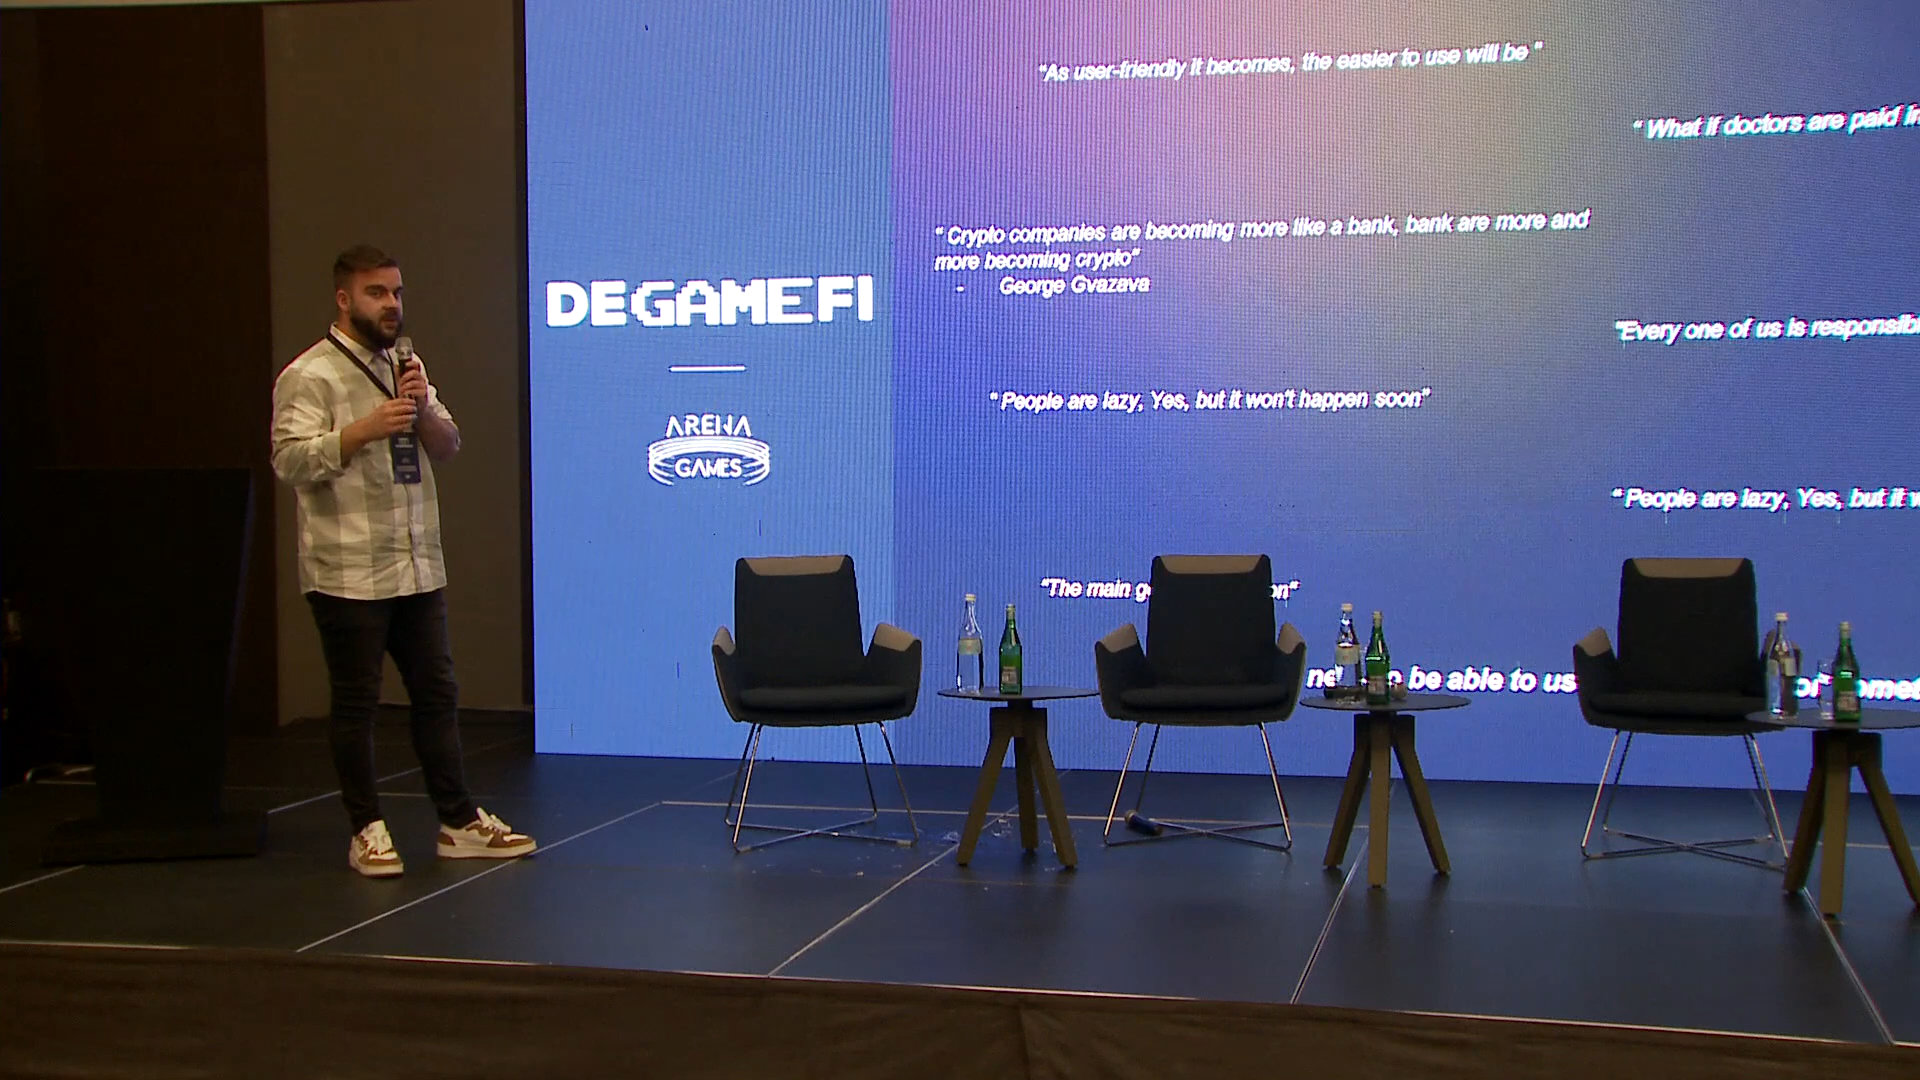 "As user-friendly it becomes, the easier to use will be "
" What if doctors are paid
" Crypto companies are becoming more like a bank, bank are more and
more becoming crypto"
- George Gvazava
DEGAMEFI
"Every one of us is
" People are lazy, Yes, but it won't happen soon"
ARENA
GAMES
" People are lazy, Yes, but it
"The main
be able to